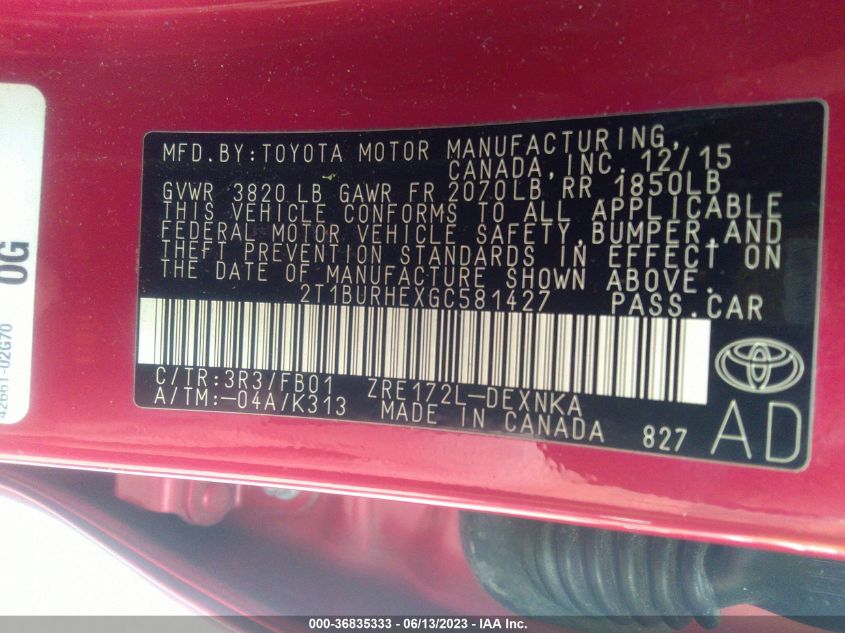 MFD.BY:TOYOTA MOTOR MANUFACTURING,
CANADA,INC. 12/15
GVWR 3820 LB GAWR FR 2070LB RR 1850LB
THIS VEHICLE CONFORMS TO ALL APPLICABLE
FEDERAL MOTOR VEHICLE SAFETY,BUMPER,AND
THEFT PREVENTION STANDARDS IN EFFECT ON
THE DATE OF MANUFACTURE SHOWN ABOVE.
2T1BURHEXGC581427 PASS.CAR
C/TR:3R3/FB01 ZRE172L-DEXNKA
A/TM:-04A/K313 MADE IN CANADA 827
AD
0G
42661-02G70
000-36835333 - 06/13/2023 - IAA Inc.